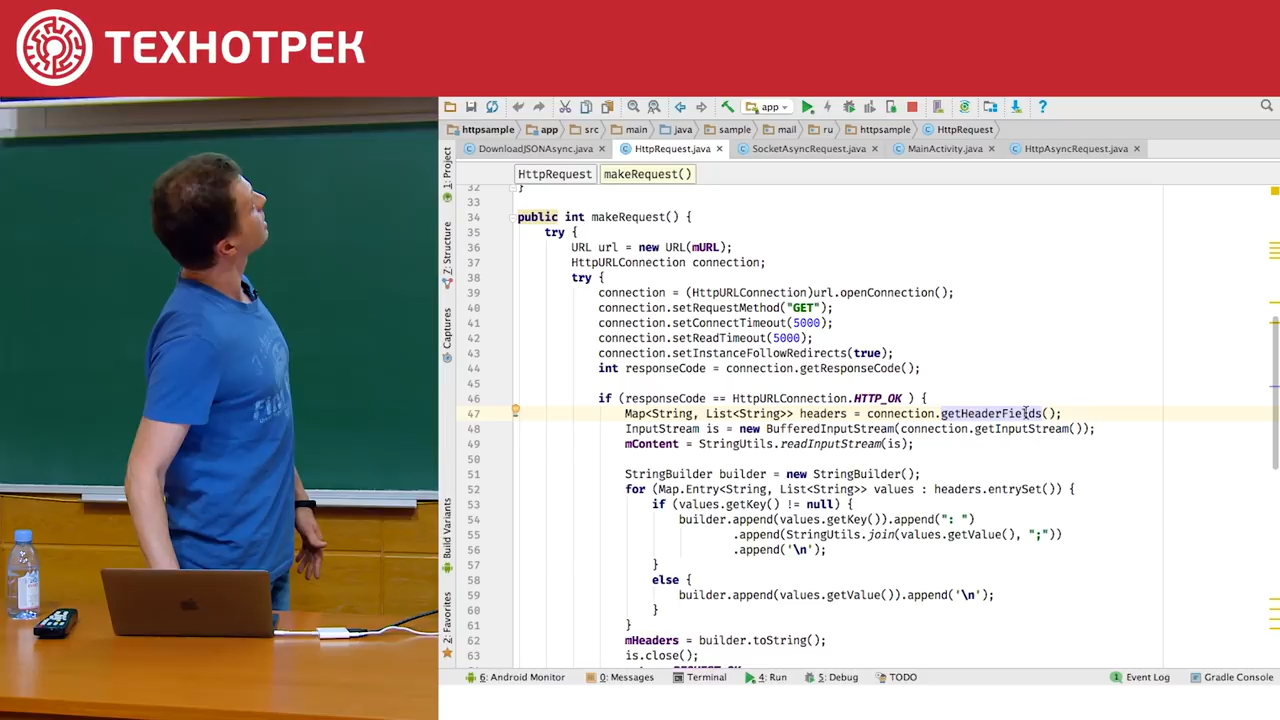 ТЕХНОТРЕК
app
httpsample app src main java sample mail ru httpsample HttpRequest
DownloadJSONAsync.java HttpRequest.java SocketAsyncRequest.java MainActivity.java HttpAsyncRequest.java
HttpRequest makeRequest()
1: Project
7: Structure
Captures
Build Variants
2: Favorites
32 }
33
34 public int makeRequest() {
35 try {
36 URL url = new URL(mURL);
37 HttpURLConnection connection;
38 try {
39 connection = (HttpURLConnection)url.openConnection();
40 connection.setRequestMethod("GET");
41 connection.setConnectTimeout(5000);
42 connection.setReadTimeout(5000);
43 connection.setInstanceFollowRedirects(true);
44 int responseCode = connection.getResponseCode();
45
46 if (responseCode == HttpURLConnection.HTTP_OK ) {
47 Map<String, List<String>> headers = connection.getHeaderFields();
48 InputStream is = new BufferedInputStream(connection.getInputStream());
49 mContent = StringUtils.readInputStream(is);
50
51 StringBuilder builder = new StringBuilder();
52 for (Map.Entry<String, List<String>> values : headers.entrySet()) {
53 if (values.getKey() != null) {
54 builder.append(values.getKey()).append(": ")
55 .append(StringUtils.join(values.getValue(), ";"))
56 .append('\n');
57 }
58 else {
59 builder.append(values.getValue()).append('\n');
60 }
61 }
62 mHeaders = builder.toString();
63 is.close();
6: Android Monitor 0: Messages Terminal 4: Run 5: Debug TODO Event Log Gradle Console